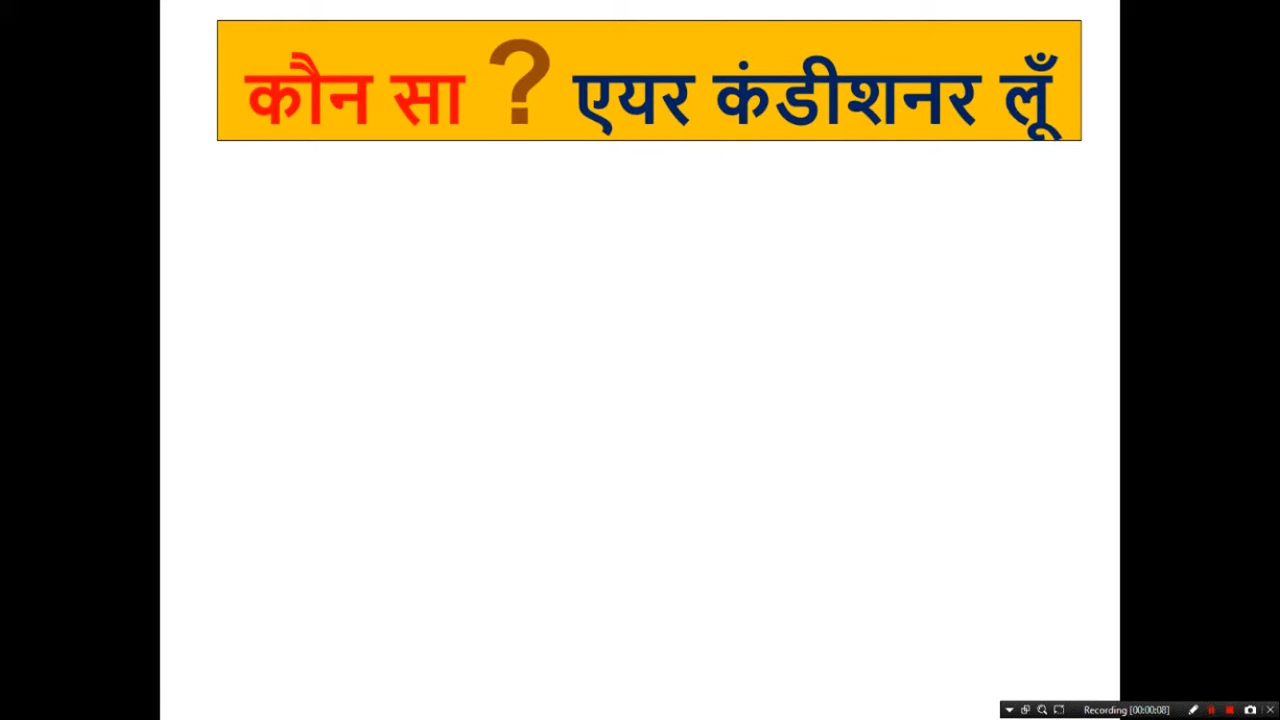 कौन सा ? एयर कंडीशनर लूँ
Recording [00:00:08]